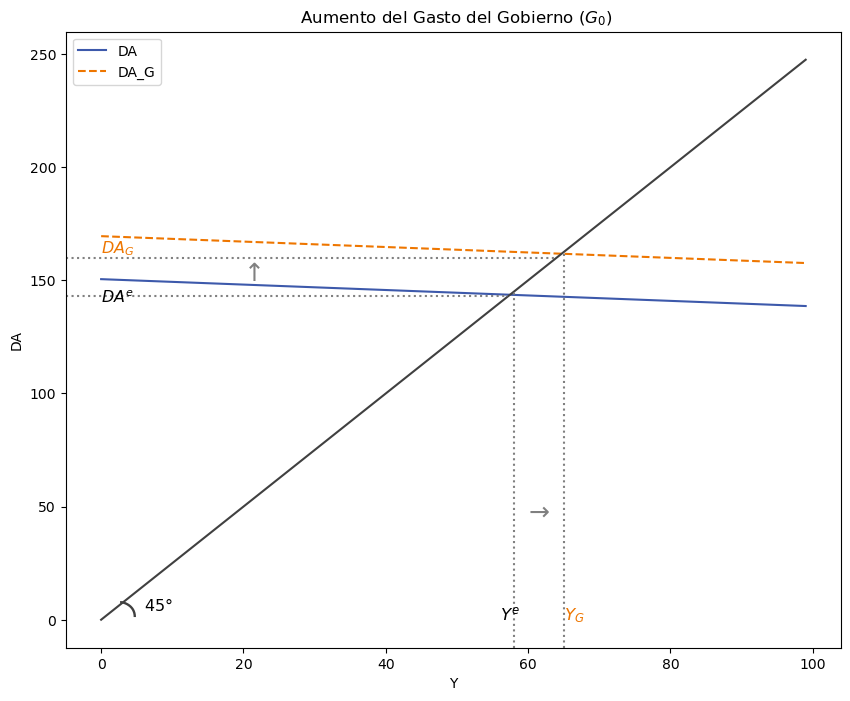 Aumento del Gasto del Gobierno (G₀)
DA
DA_G
250
200
150
100
50
0
DA
DA_G
DAᵉ
↑
→
45°
Yᵉ
Y_G
0
20
40
60
80
100
Y